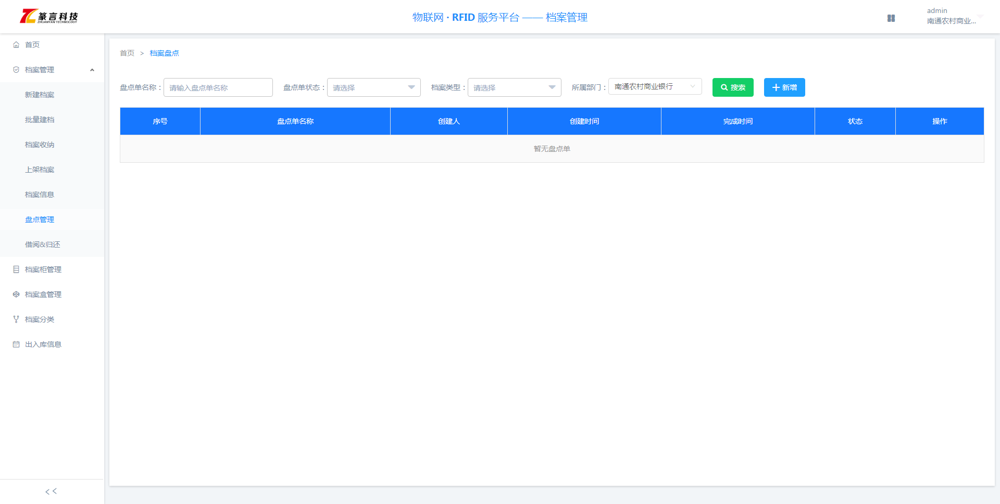 篆言科技
ZHUANYAN TECHNOLOGY
物联网 · RFID 服务平台 —— 档案管理
admin
南通农村商业...
首页
档案管理
新建档案
批量建档
档案收纳
上架档案
档案信息
盘点管理
借阅&归还
档案柜管理
档案盒管理
档案分类
出入库信息
<<
首页 > 档案盘点
盘点单名称： 请输入盘点单名称 盘点单状态： 请选择 档案类型： 请选择 所属部门： 南通农村商业银行 搜索 新增
序号 盘点单名称 创建人 创建时间 完成时间 状态 操作
暂无盘点单